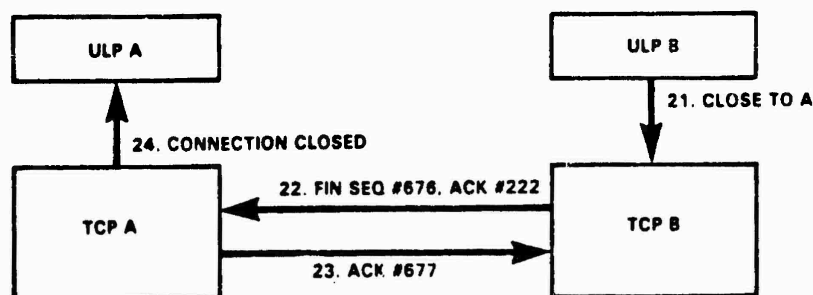 ULP A
ULP B
21. CLOSE TO A
24. CONNECTION CLOSED
22. FIN SEQ #676, ACK #222
TCP A
TCP B
23. ACK #677